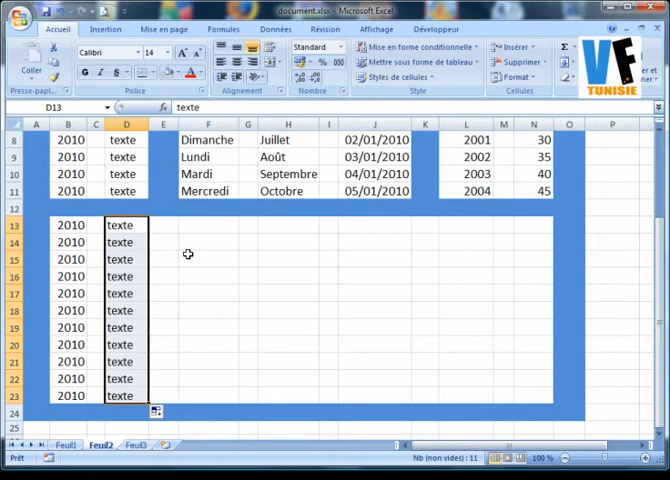 document.xlsx - Microsoft Excel
Accueil Insertion Mise en page Formules Données Révision Affichage Développeur
Coller
Calibri 14
G I S
Standard
Mise en forme conditionnelle
Mettre sous forme de tableau
Styles de cellules
Insérer
Supprimer
Format
Presse-pap... Police Alignement Nombre Style Cellules
VF
TUNISIE
D13 fx texte
A B C D E F G H I J K L M N O P
8 2010 texte Dimanche Juillet 02/01/2010 2001 30
9 2010 texte Lundi Août 03/01/2010 2002 35
10 2010 texte Mardi Septembre 04/01/2010 2003 40
11 2010 texte Mercredi Octobre 05/01/2010 2004 45
12
13 2010 texte
14 2010 texte
15 2010 texte
16 2010 texte
17 2010 texte
18 2010 texte
19 2010 texte
20 2010 texte
21 2010 texte
22 2010 texte
23 2010 texte
24
25
Feuil1 Feuil2 Feuil3
Prêt Nb (non vides) : 11 100 %